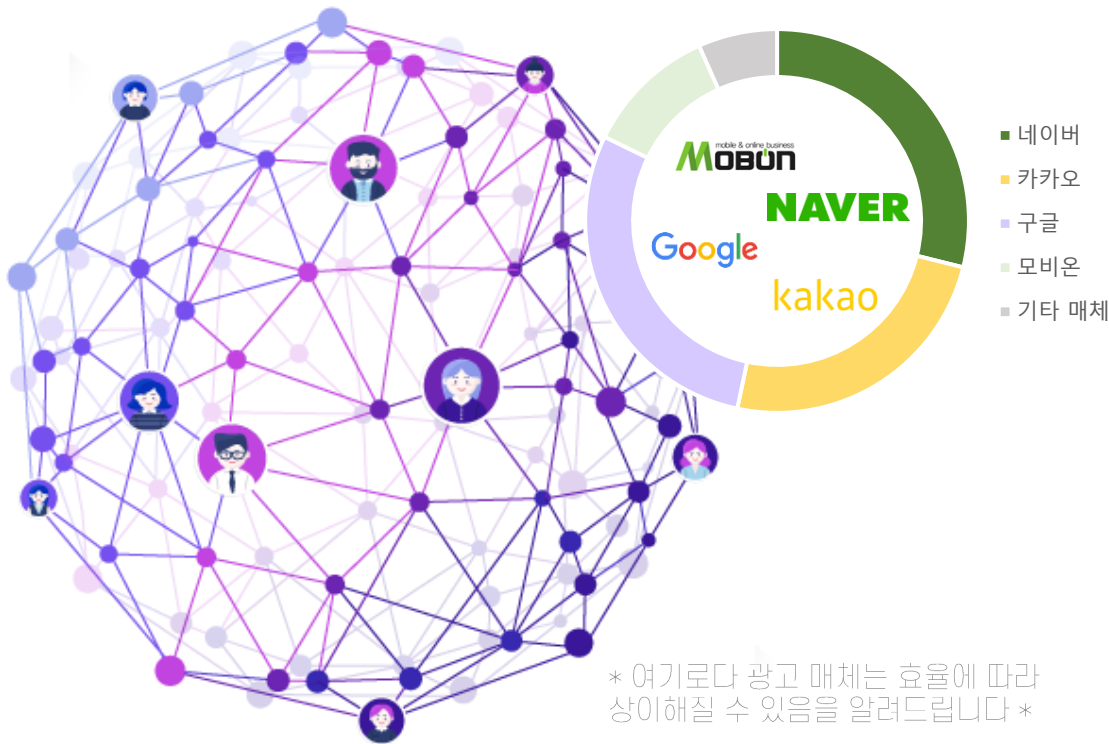 mobile & online business
MOBON
NAVER
Google
kakao
네이버
카카오
구글
모비온
기타 매체
* 여기로다 광고 매체는 효율에 따라
상이해질 수 있음을 알려드립니다 *